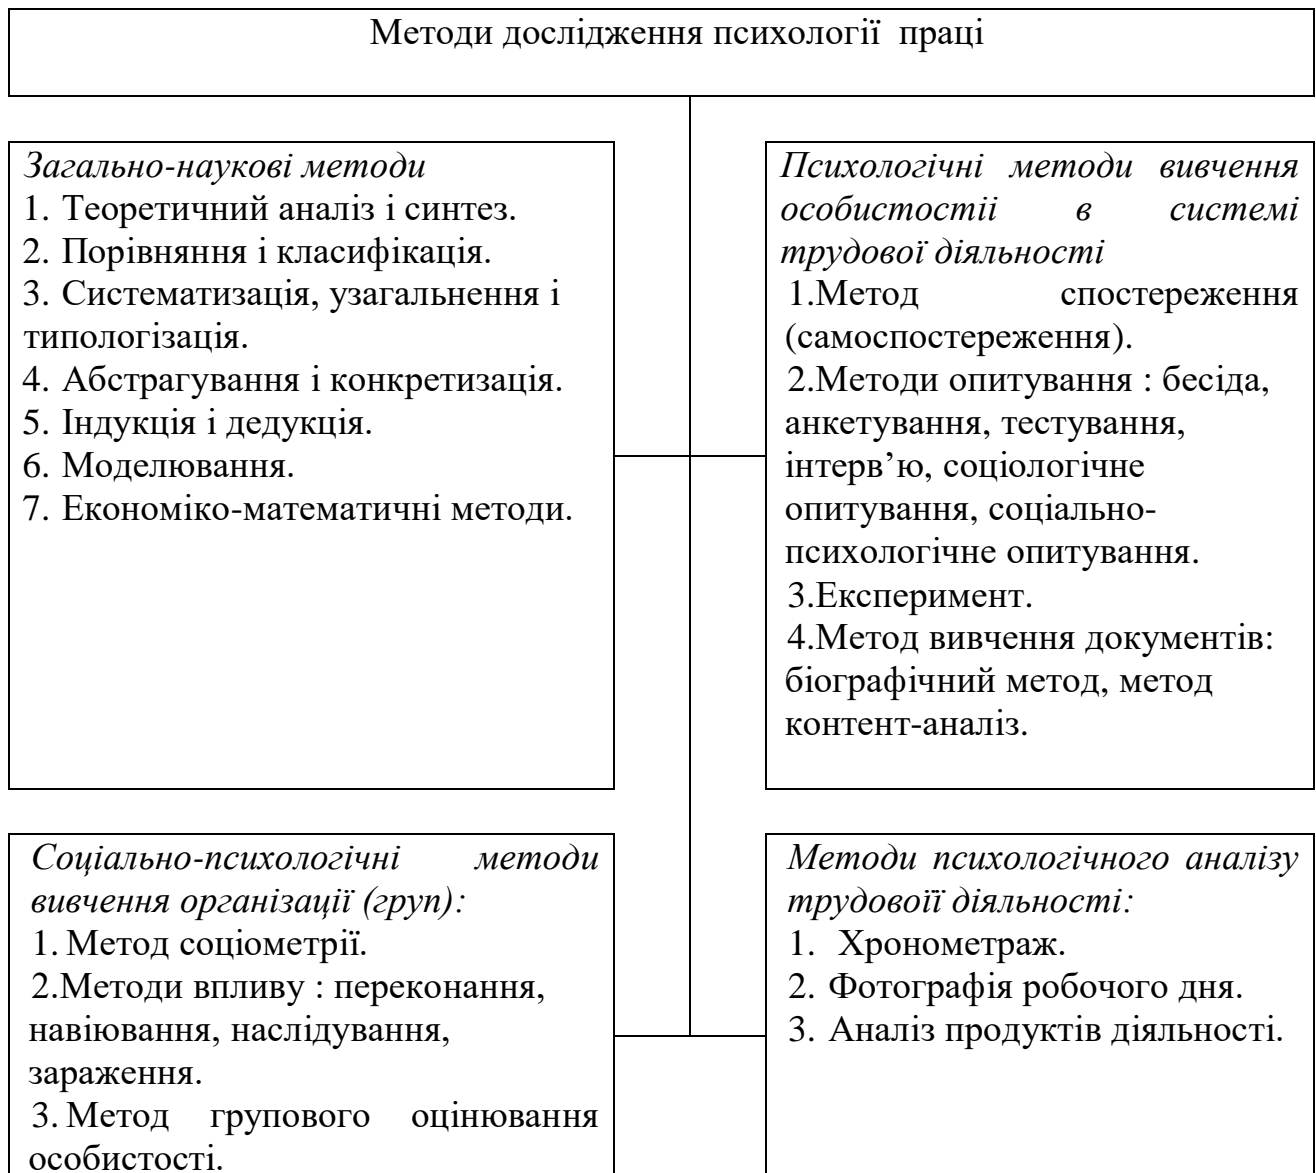 Методи дослідження психології праці
Загально-наукові методи
1. Теоретичний аналіз і синтез.
2. Порівняння і класифікація.
3. Систематизація, узагальнення і
типологізація.
4. Абстрагування і конкретизація.
5. Індукція і дедукція.
6. Моделювання.
7. Економіко-математичні методи.
Психологічні методи вивчення
особистостіі в системі
трудової діяльності
1.Метод спостереження
(самоспостереження).
2.Методи опитування : бесіда,
анкетування, тестування,
інтерв’ю, соціологічне
опитування, соціально-
психологічне опитування.
3.Експеримент.
4.Метод вивчення документів:
біографічний метод, метод
контент-аналіз.
Соціально-психологічні методи
вивчення організації (груп):
1. Метод соціометрії.
2.Методи впливу : переконання,
навіювання, наслідування,
зараження.
3. Метод групового оцінювання
особистості.
Методи психологічного аналізу
трудовоїї діяльності:
1. Хронометраж.
2. Фотографія робочого дня.
3. Аналіз продуктів діяльності.